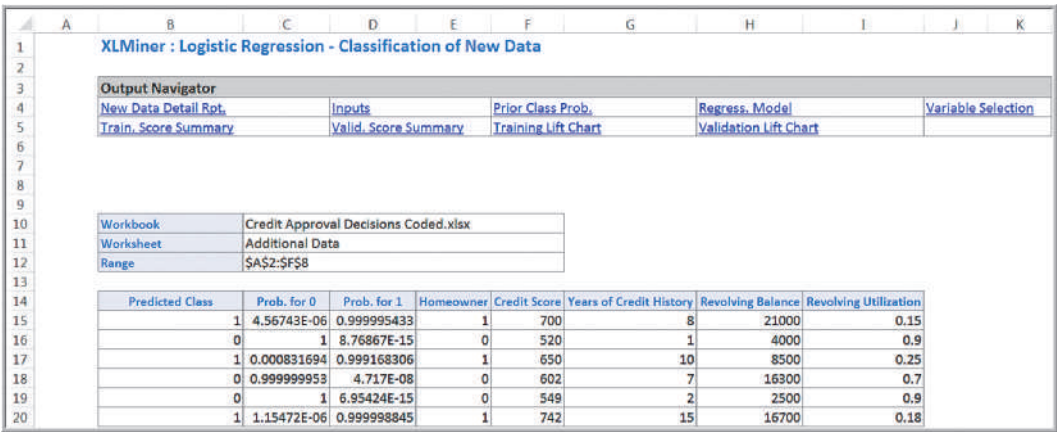 A B C D E F G H I J K
1 XLMiner : Logistic Regression - Classification of New Data
2
3 Output Navigator
4 New Data Detail Rpt. Inputs Prior Class Prob. Regress. Model Variable Selection
5 Train. Score Summary Valid. Score Summary Training Lift Chart Validation Lift Chart
6
7
8
9
10 Workbook Credit Approval Decisions Coded.xlsx
11 Worksheet Additional Data
12 Range $A$2:$F$8
13
14 Predicted Class Prob. for 0 Prob. for 1 Homeowner Credit Score Years of Credit History Revolving Balance Revolving Utilization
15 1 4.56743E-06 0.999995433 1 700 8 21000 0.15
16 0 1 8.76867E-15 0 520 1 4000 0.9
17 1 0.000831694 0.999168306 1 650 10 8500 0.25
18 0 0.999999953 4.717E-08 0 602 7 16300 0.7
19 0 1 6.95424E-15 0 549 2 2500 0.9
20 1 1.15472E-06 0.999998845 1 742 15 16700 0.18